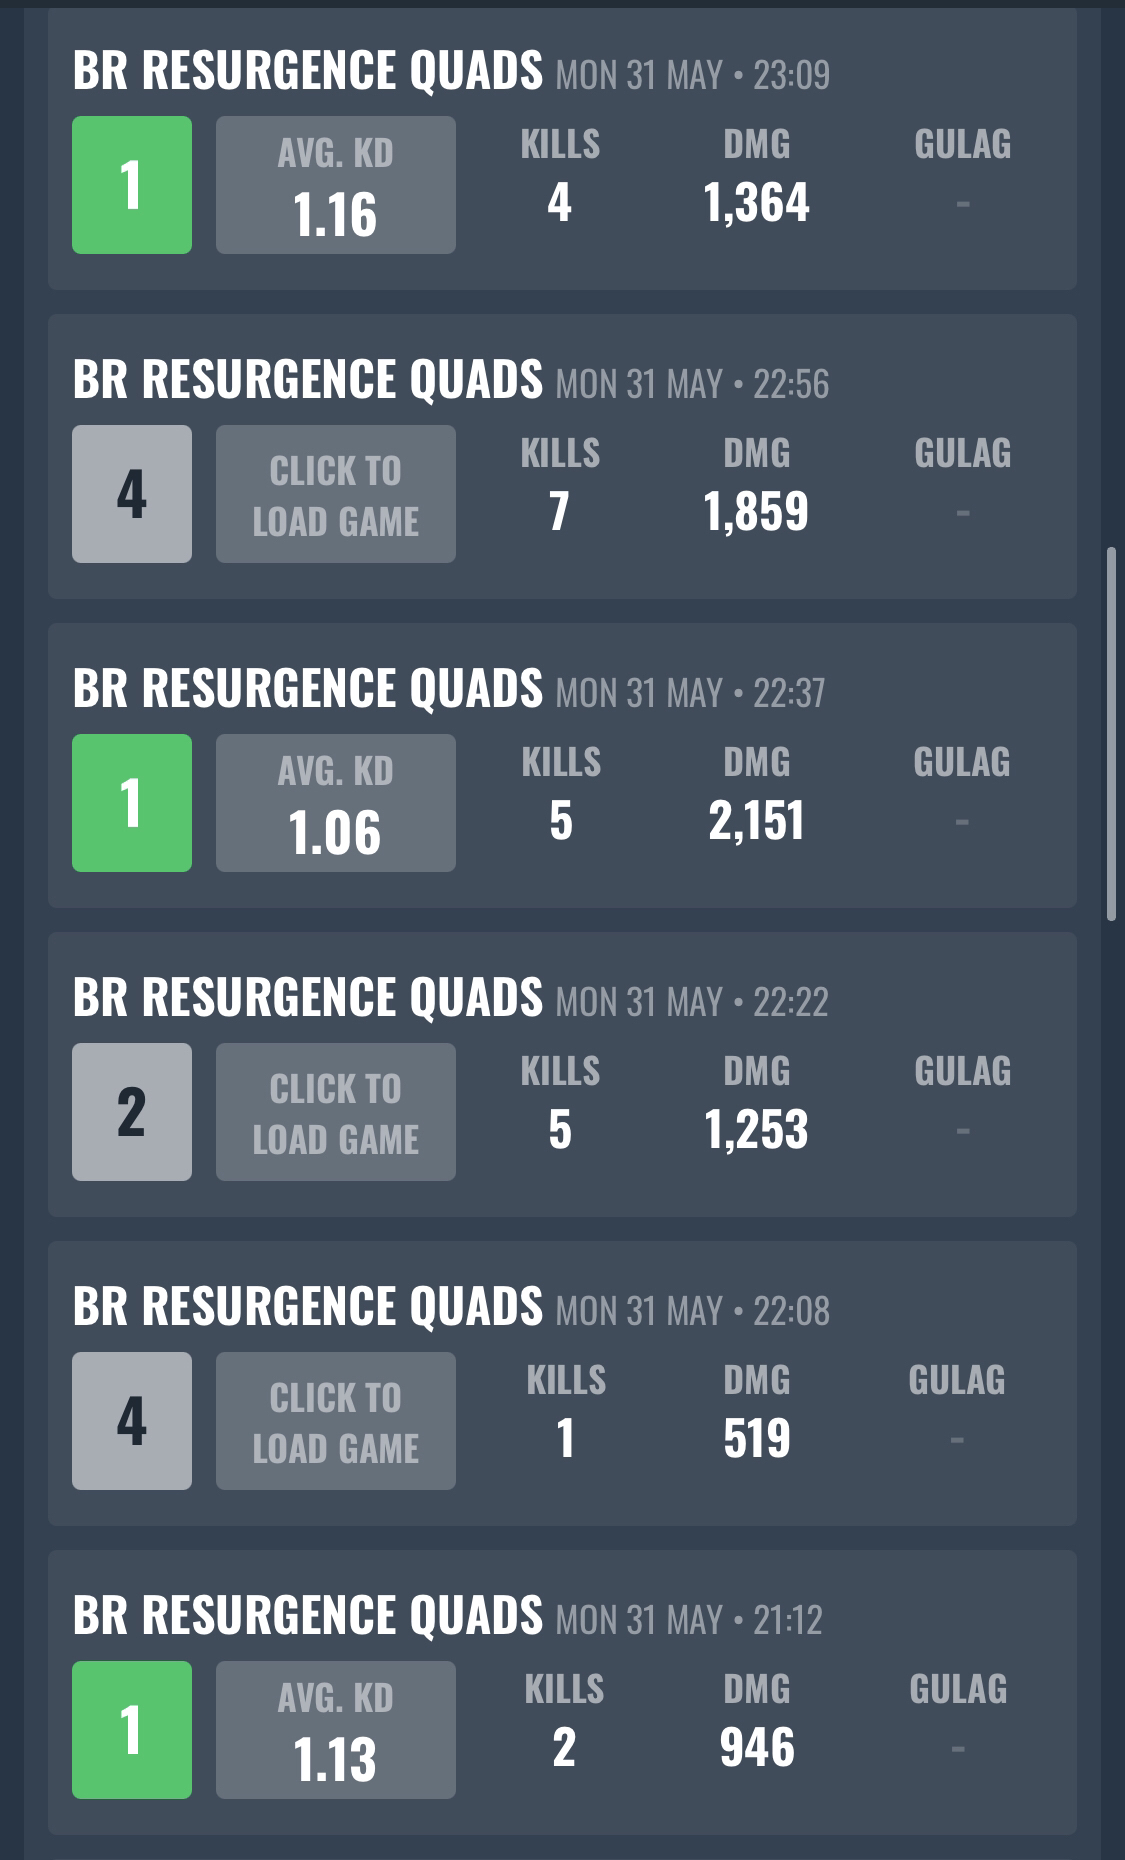 BR RESURGENCE QUADS MON 31 MAY • 23:09
1 AVG. KD 1.16 KILLS 4 DMG 1,364 GULAG -
BR RESURGENCE QUADS MON 31 MAY • 22:56
4 CLICK TO LOAD GAME KILLS 7 DMG 1,859 GULAG -
BR RESURGENCE QUADS MON 31 MAY • 22:37
1 AVG. KD 1.06 KILLS 5 DMG 2,151 GULAG -
BR RESURGENCE QUADS MON 31 MAY • 22:22
2 CLICK TO LOAD GAME KILLS 5 DMG 1,253 GULAG -
BR RESURGENCE QUADS MON 31 MAY • 22:08
4 CLICK TO LOAD GAME KILLS 1 DMG 519 GULAG -
BR RESURGENCE QUADS MON 31 MAY • 21:12
1 AVG. KD 1.13 KILLS 2 DMG 946 GULAG -